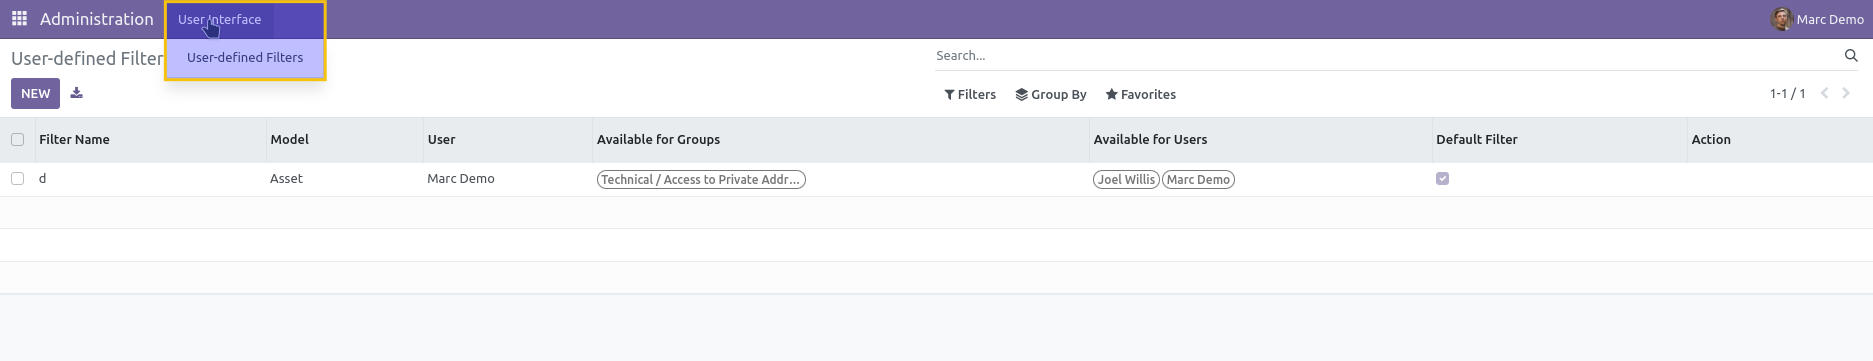 Administration User Interface Marc Demo
User-defined Filter
User-defined Filters
Search...
NEW
Filters Group By Favorites 1-1 / 1
Filter Name Model User Available for Groups Available for Users Default Filter Action
d Asset Marc Demo Technical / Access to Private Addr... Joel Willis Marc Demo